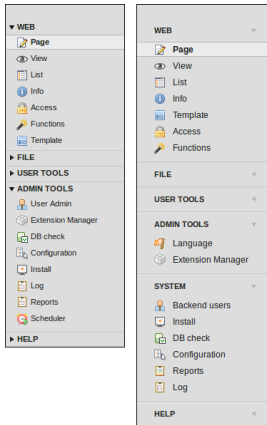 WEB
Page
View
List
Info
Access
Functions
Template
FILE
USER TOOLS
ADMIN TOOLS
User Admin
Extension Manager
DB check
Configuration
Install
Log
Reports
Scheduler
HELP
WEB
Page
View
List
Info
Template
Access
Functions
FILE
USER TOOLS
ADMIN TOOLS
Language
Extension Manager
SYSTEM
Backend users
Install
DB check
Configuration
Reports
Log
HELP